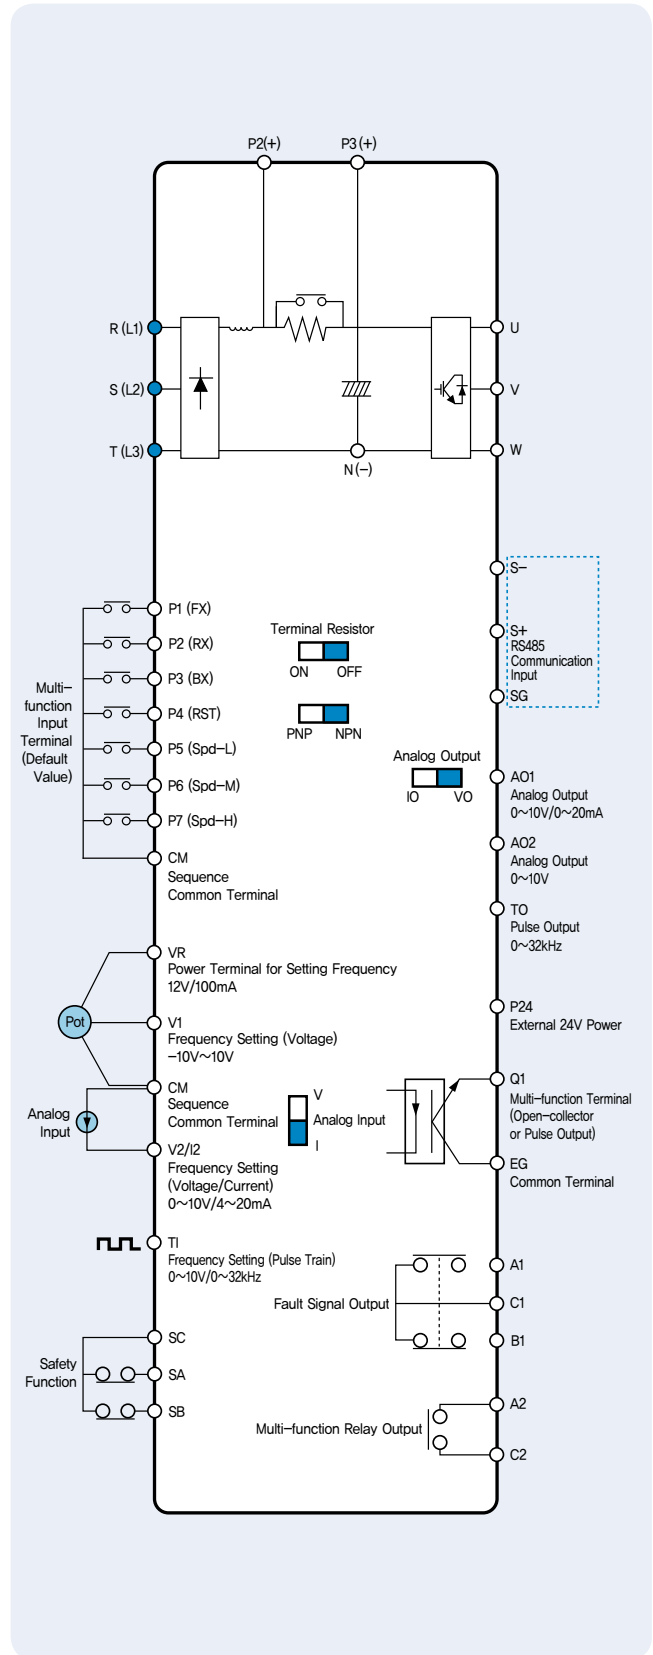 P2(+)
P3(+)
R (L1)
S (L2)
T (L3)
U
V
W
N(−)
S−
S+
RS485
Communication
Input
SG
Multi−
function
Input
Terminal
(Default
Value)
P1 (FX)
P2 (RX)
P3 (BX)
P4 (RST)
P5 (Spd−L)
P6 (Spd−M)
P7 (Spd−H)
CM
Sequence
Common Terminal
Terminal Resistor
ON OFF
PNP NPN
Analog Output
IO VO
AO1
Analog Output
0~10V/0~20mA
AO2
Analog Output
0~10V
TO
Pulse Output
0~32kHz
VR
Power Terminal for Setting Frequency
12V/100mA
Pot
V1
Frequency Setting (Voltage)
−10V~10V
CM
Sequence
Common Terminal
Analog
Input
V2/I2
Frequency Setting
(Voltage/Current)
0~10V/4~20mA
V
Analog Input
I
P24
External 24V Power
Q1
Multi−function Terminal
(Open−collector
or Pulse Output)
EG
Common Terminal
TI
Frequency Setting (Pulse Train)
0~10V/0~32kHz
Fault Signal Output
A1
C1
B1
Safety
Function
SC
SA
SB
Multi−function Relay Output
A2
C2